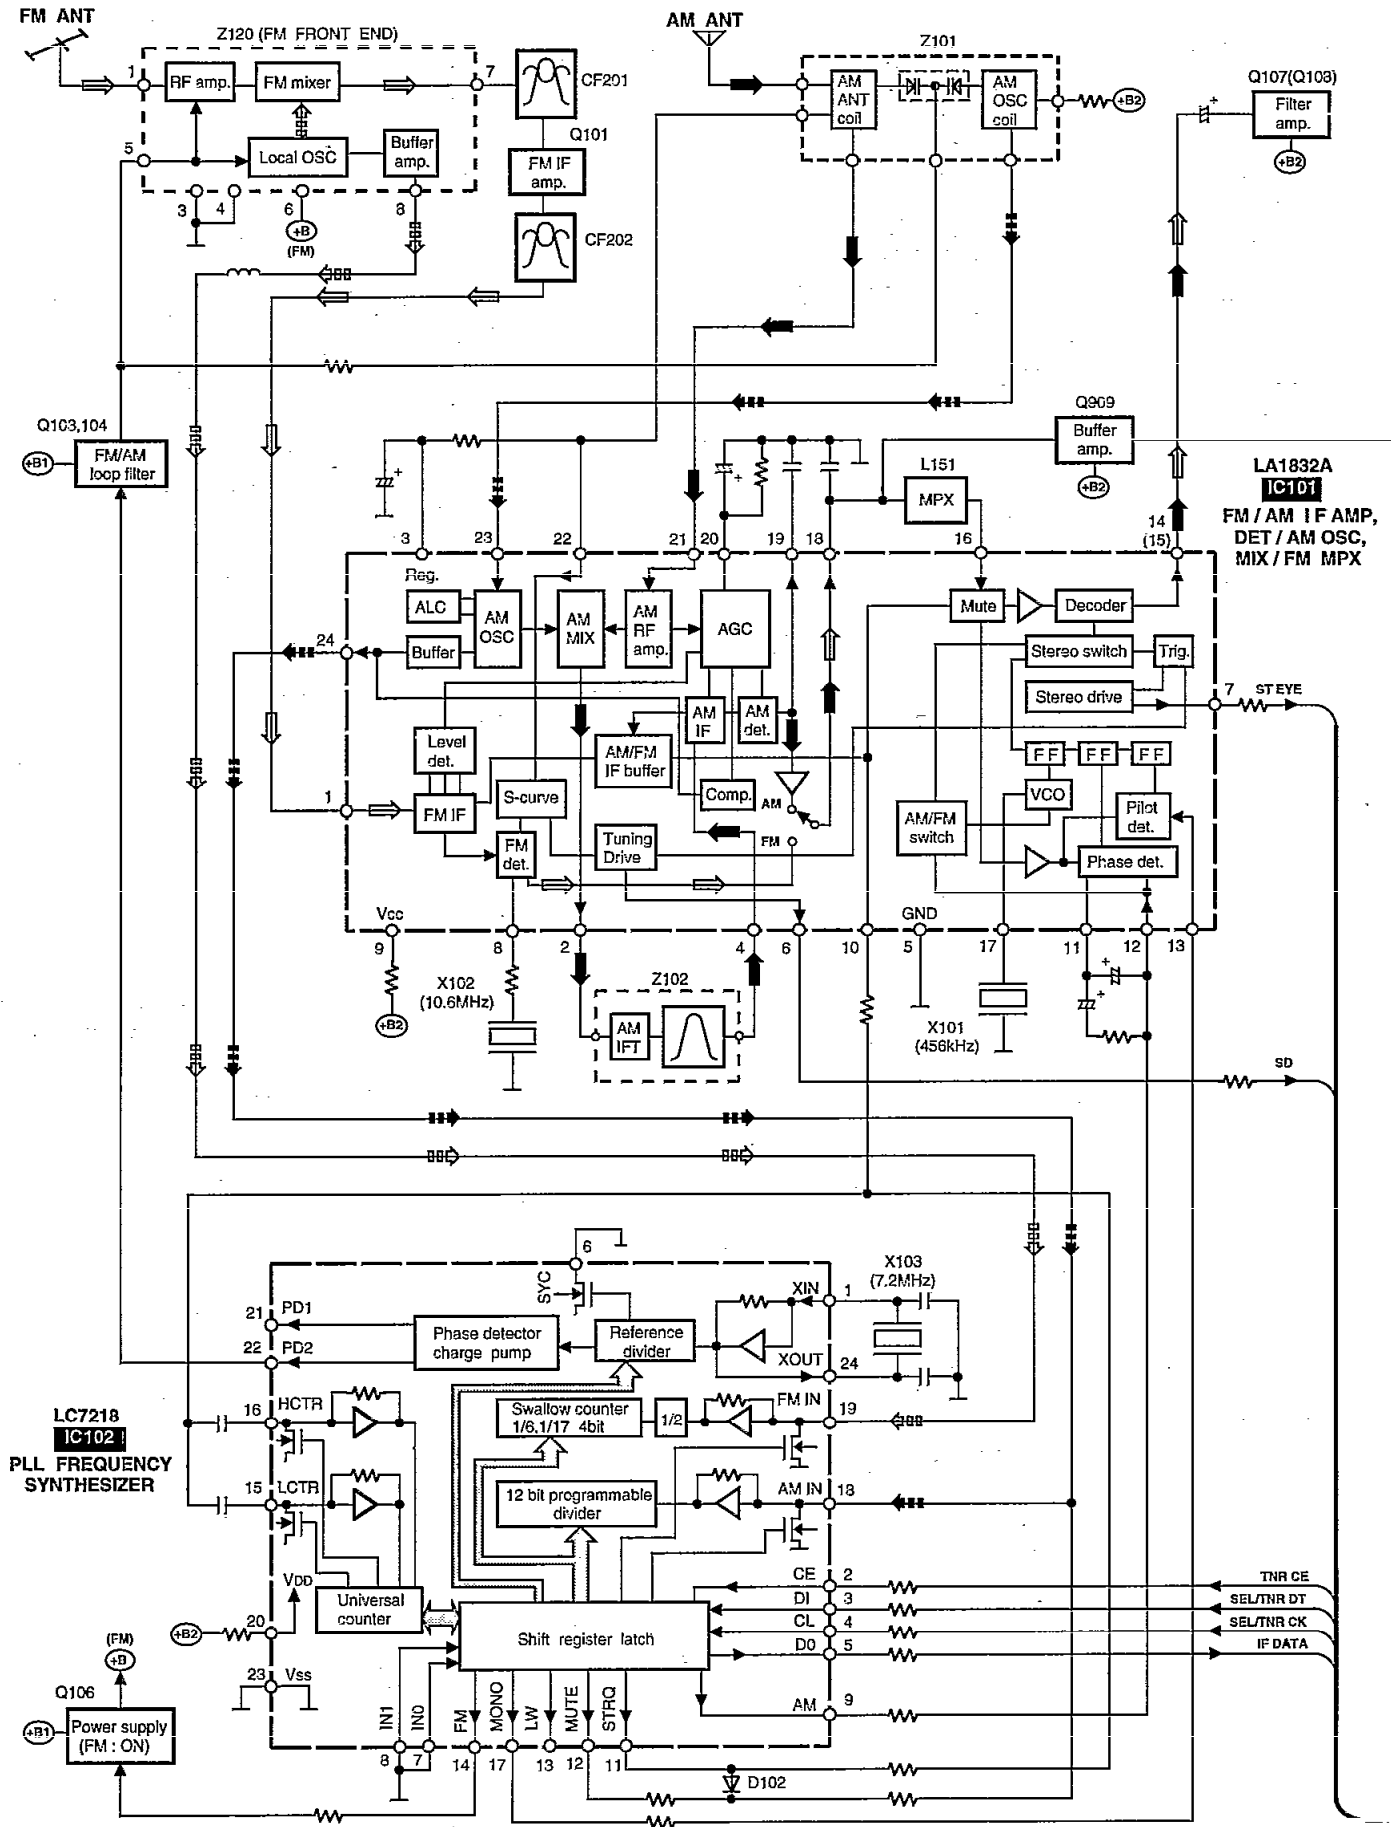 FM ANT
Z120 (FM FRONT END)
1
RF amp.
FM mixer
7
CF201
Q101
FM IF
amp.
CF202
5
Local OSC
Buffer
amp.
3
4
6
8
+B
(FM)
AM ANT
Z101
AM
ANT
coil
AM
OSC
coil
+B2
Q107(Q108)
Filter
amp.
+B2
Q103,104
FM/AM
loop filter
+B1
Q909
Buffer
amp.
+B2
L151
MPX
LA1832A
IC101
FM / AM IF AMP,
DET / AM OSC,
MIX / FM MPX
3
23
22
21
20
19
18
16
14
(15)
Reg.
ALC
AM
OSC
Buffer
AM
MIX
AM
RF
amp.
AGC
Mute
Decoder
Stereo switch
Trig.
Stereo drive
24
7
ST EYE
Level
det.
AM
IF
AM
det.
AM/FM
IF buffer
Comp.
FF
FF
FF
VCO
AM/FM
switch
Pilot
det.
Phase det.
1
FM IF
S-curve
FM
det.
Tuning
Drive
AM
FM
Vcc
GND
9
8
2
4
6
10
5
17
11
12
13
+B2
X102
(10.6MHz)
Z102
AM
IFT
X101
(456kHz)
SD
6
SYC
X103
(7.2MHz)
21
PD1
22
PD2
Phase detector
charge pump
Reference
divider
XIN
1
XOUT
24
16
HCTR
15
LCTR
Swallow counter
1/6,1/17 4bit
1/2
FM IN
19
12 bit programmable
divider
AM IN
18
LC7218
IC102
PLL FREQUENCY
SYNTHESIZER
VDD
20
+B2
Universal
counter
Shift register latch
CE
2
TNR CE
DI
3
SEL/TNR DT
CL
4
SEL/TNR CK
D0
5
IF DATA
AM
9
23
Vss
(FM)
+B
Q106
+B1
Power supply
(FM : ON)
IN1
IN0
FM
MONO
LW
MUTE
STRQ
8
7
14
17
13
12
11
D102